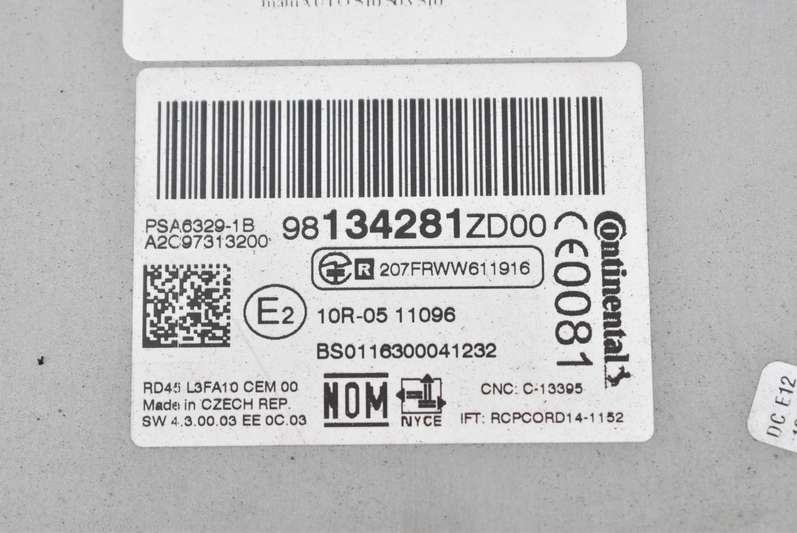 PSA6329-1B
A2C97313200
98134281ZD00
R 207FRWW611916
E2
10R-05 11096
BS0116300041232
CE0081
Continental
RD45 L3FA10 CEM 00
Made in CZECH REP.
SW 4.3.00.03 EE 0C.03
NOM
NYCE
CNC: C-13395
IFT: RCPCORD14-1152
DC E12